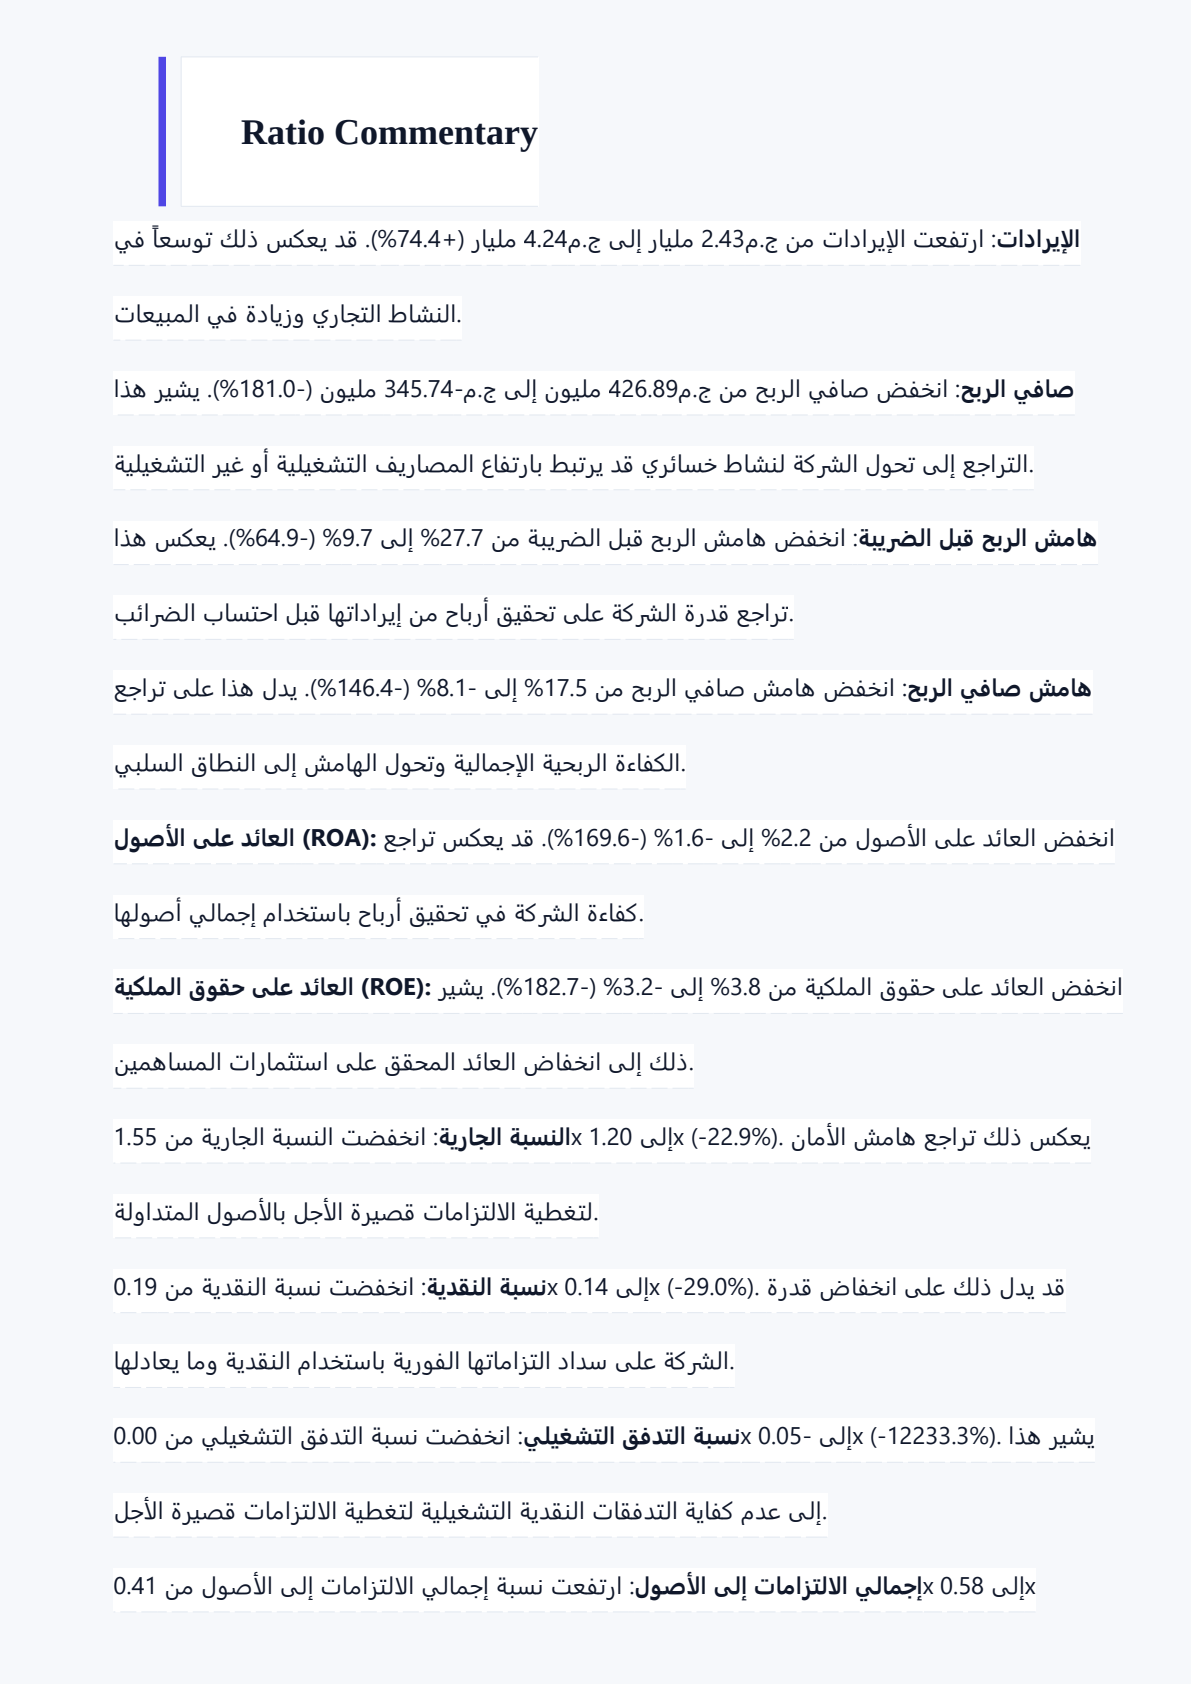 Ratio Commentary
الإيرادات: ارتفعت الإيرادات من ج.م2.43 مليار إلى ج.م4.24 مليار (+74.4%). قد يعكس ذلك توسعاً في
النشاط التجاري وزيادة في المبيعات.
صافي الربح: انخفض صافي الربح من ج.م426.89 مليون إلى ج.م-345.74 مليون (-181.0%). يشير هذا
التراجع إلى تحول الشركة لنشاط خسائري قد يرتبط بارتفاع المصاريف التشغيلية أو غير التشغيلية.
هامش الربح قبل الضريبة: انخفض هامش الربح قبل الضريبة من 27.7% إلى 9.7% (-64.9%). يعكس هذا
تراجع قدرة الشركة على تحقيق أرباح من إيراداتها قبل احتساب الضرائب.
هامش صافي الربح: انخفض هامش صافي الربح من 17.5% إلى -8.1% (-146.4%). يدل هذا على تراجع
الكفاءة الربحية الإجمالية وتحول الهامش إلى النطاق السلبي.
العائد على الأصول (ROA): انخفض العائد على الأصول من 2.2% إلى -1.6% (-169.6%). قد يعكس تراجع
كفاءة الشركة في تحقيق أرباح باستخدام إجمالي أصولها.
العائد على حقوق الملكية (ROE): انخفض العائد على حقوق الملكية من 3.8% إلى -3.2% (-182.7%). يشير
ذلك إلى انخفاض العائد المحقق على استثمارات المساهمين.
النسبة الجارية: انخفضت النسبة الجارية من 1.55x إلى 1.20x (-22.9%). يعكس ذلك تراجع هامش الأمان
لتغطية الالتزامات قصيرة الأجل بالأصول المتداولة.
نسبة النقدية: انخفضت نسبة النقدية من 0.19x إلى 0.14x (-29.0%). قد يدل ذلك على انخفاض قدرة
الشركة على سداد التزاماتها الفورية باستخدام النقدية وما يعادلها.
نسبة التدفق التشغيلي: انخفضت نسبة التدفق التشغيلي من 0.00x إلى -0.05x (-12233.3%). يشير هذا
إلى عدم كفاية التدفقات النقدية التشغيلية لتغطية الالتزامات قصيرة الأجل.
إجمالي الالتزامات إلى الأصول: ارتفعت نسبة إجمالي الالتزامات إلى الأصول من 0.41x إلى 0.58x